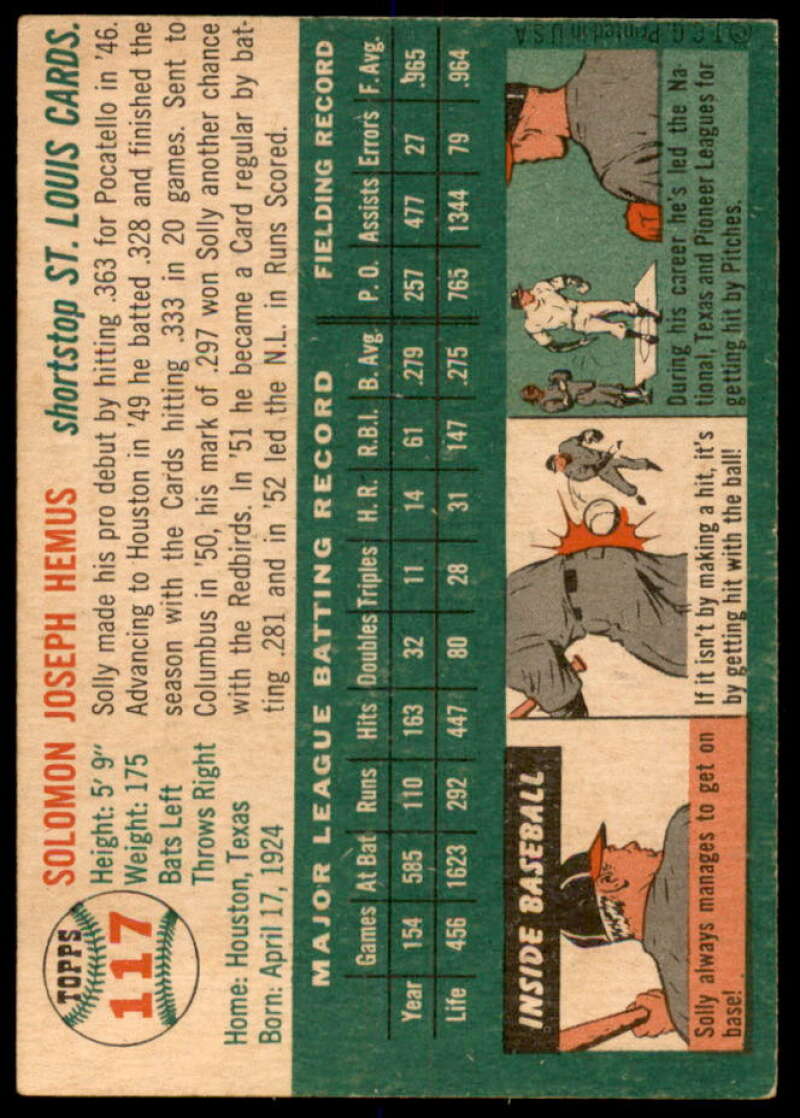 TOPPS
117
SOLOMON JOSEPH HEMUS shortstop ST. LOUIS CARDS.
Height: 5' 9"
Weight: 175
Bats Left
Throws Right
Home: Houston, Texas
Born: April 17, 1924
Solly made his pro debut by hitting .363 for Pocatello in '46.
Advancing to Houston in '49 he batted .328 and finished the
season with the Cards hitting .333 in 20 games. Sent to
Columbus in '50, his mark of .297 won Solly another chance
with the Redbirds. In '51 he became a Card regular by bat-
ting .281 and in '52 led the N.L. in Runs Scored.
MAJOR LEAGUE BATTING RECORD FIELDING RECORD
Games At Bat Runs Hits Doubles Triples H. R. R.B.I. B. Avg. P. O. Assists Errors F. Avg.
Year 154 585 110 163 32 11 14 61 .279 257 477 27 .965
Life 456 1623 292 447 80 28 31 147 .275 765 1344 79 .964
INSIDE BASEBALL
Solly always manages to get on
base!
If it isn't by making a hit, it's
by getting hit with the ball!
During his career he's led the Na-
tional, Texas and Pioneer Leagues for
getting hit by Pitches.
© T. C. G. Printed in U.S.A.